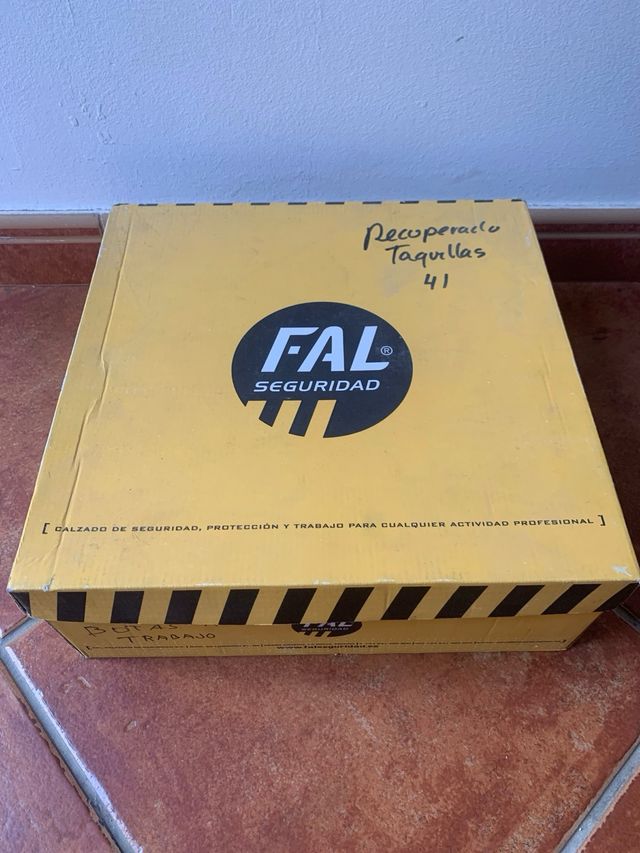 Recuperado
Taquillas
41
FAL®
SEGURIDAD
[ CALZADO DE SEGURIDAD, PROTECCIÓN Y TRABAJO PARA CUALQUIER ACTIVIDAD PROFESIONAL ]
BOTAS
TRABAJO
FAL
SEGURIDAD
www.falseguridad.es